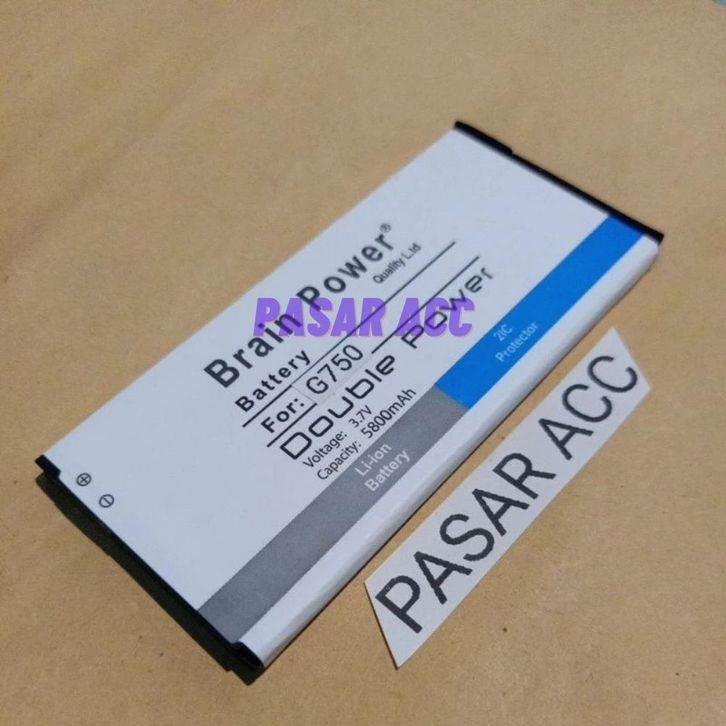 Brain Power®
Quality L.td
Battery
For: G750
Double Power
Voltage: 3.7V
Capacity: 5800mAh
Li-ion
Battery
2IC
Protector
PASAR ACC
PASAR ACC